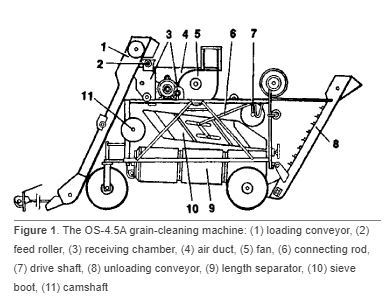 3 4 5 6 7
1
2
11
8
10 9
Figure 1. The OS-4.5A grain-cleaning machine: (1) loading conveyor, (2)
feed roller, (3) receiving chamber, (4) air duct, (5) fan, (6) connecting rod,
(7) drive shaft, (8) unloading conveyor, (9) length separator, (10) sieve
boot, (11) camshaft